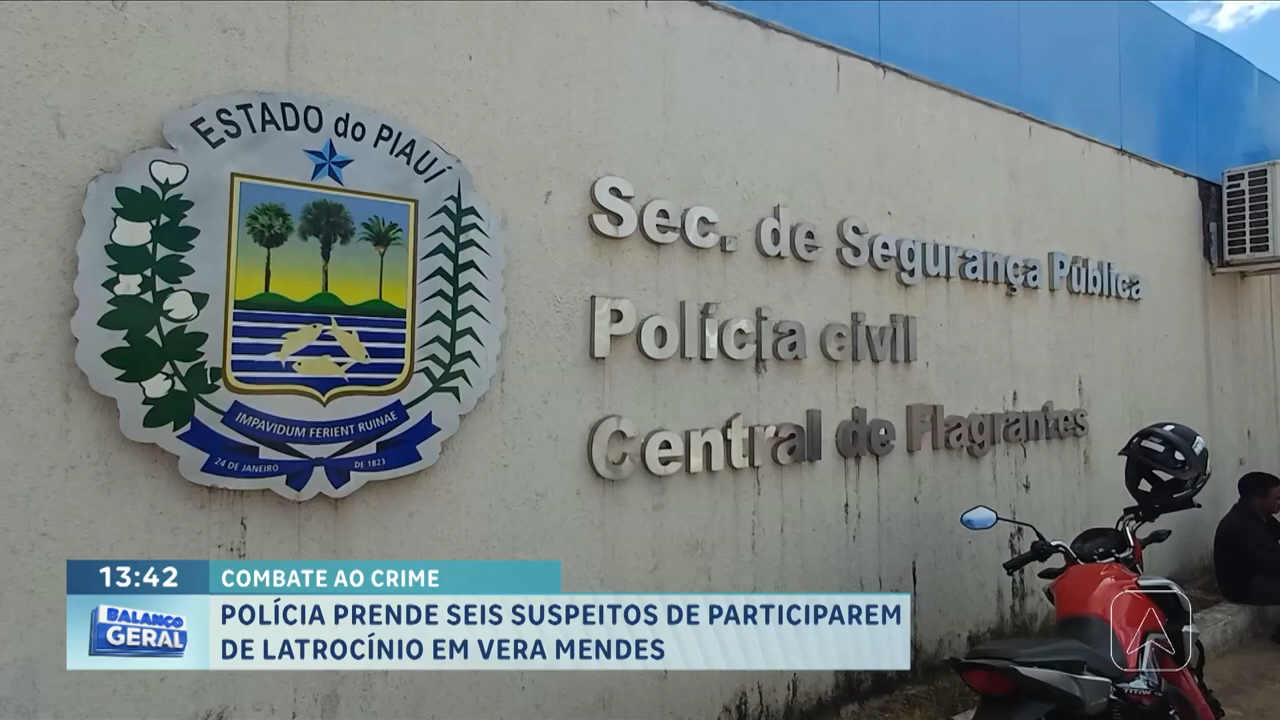 ESTADO do PIAUÍ
IMPAVIDUM FERIENT RUINAE
24 DE JANEIRO DE 1823
Sec. de Segurança Pública
Polícia civil
Central de Flagrantes
13:42 COMBATE AO CRIME
BALANÇO GERAL
POLÍCIA PRENDE SEIS SUSPEITOS DE PARTICIPAREM
DE LATROCÍNIO EM VERA MENDES
TITAN